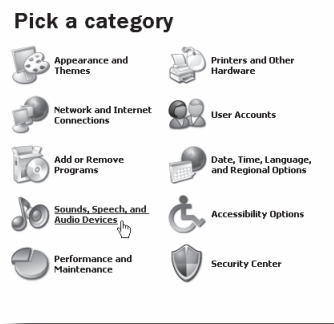 Pick a category
Appearance and
Themes
Printers and Other
Hardware
Network and Internet
Connections
User Accounts
Add or Remove
Programs
Date, Time, Language,
and Regional Options
Sounds, Speech, and
Audio Devices
Accessibility Options
Performance and
Maintenance
Security Center